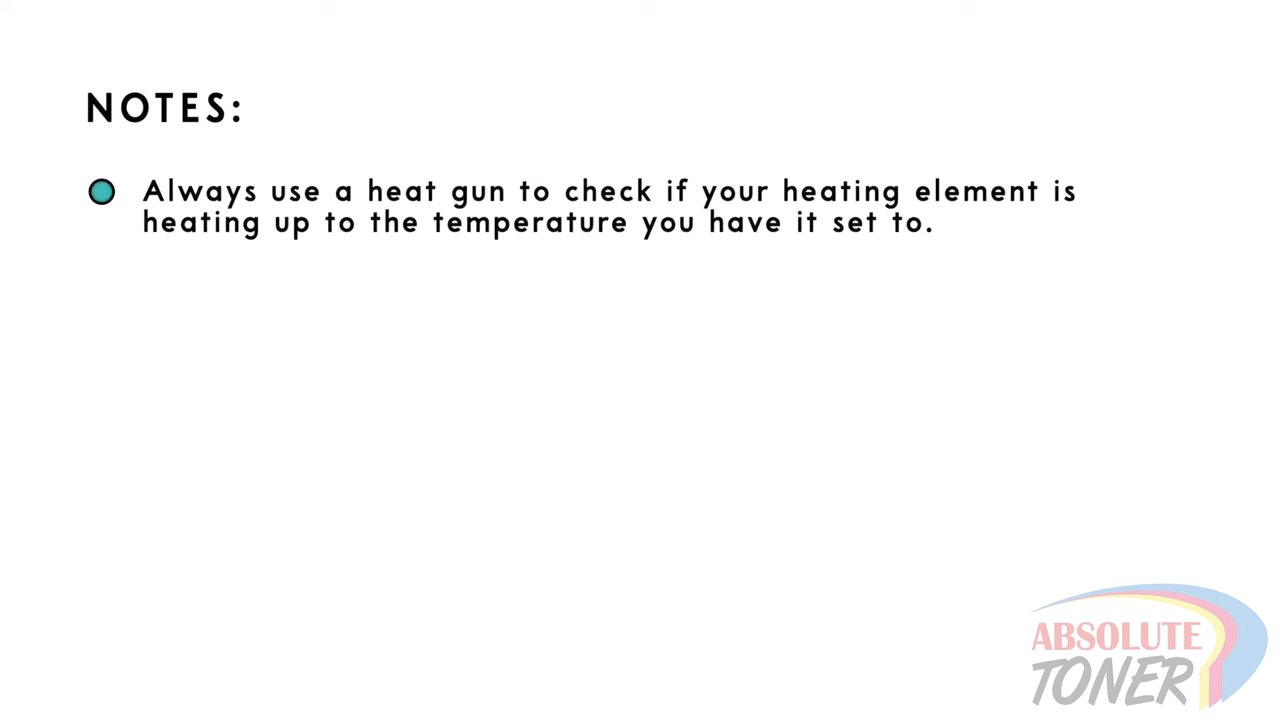 NOTES:
Always use a heat gun to check if your heating element is
heating up to the temperature you have it set to.
ABSOLUTE
TONER